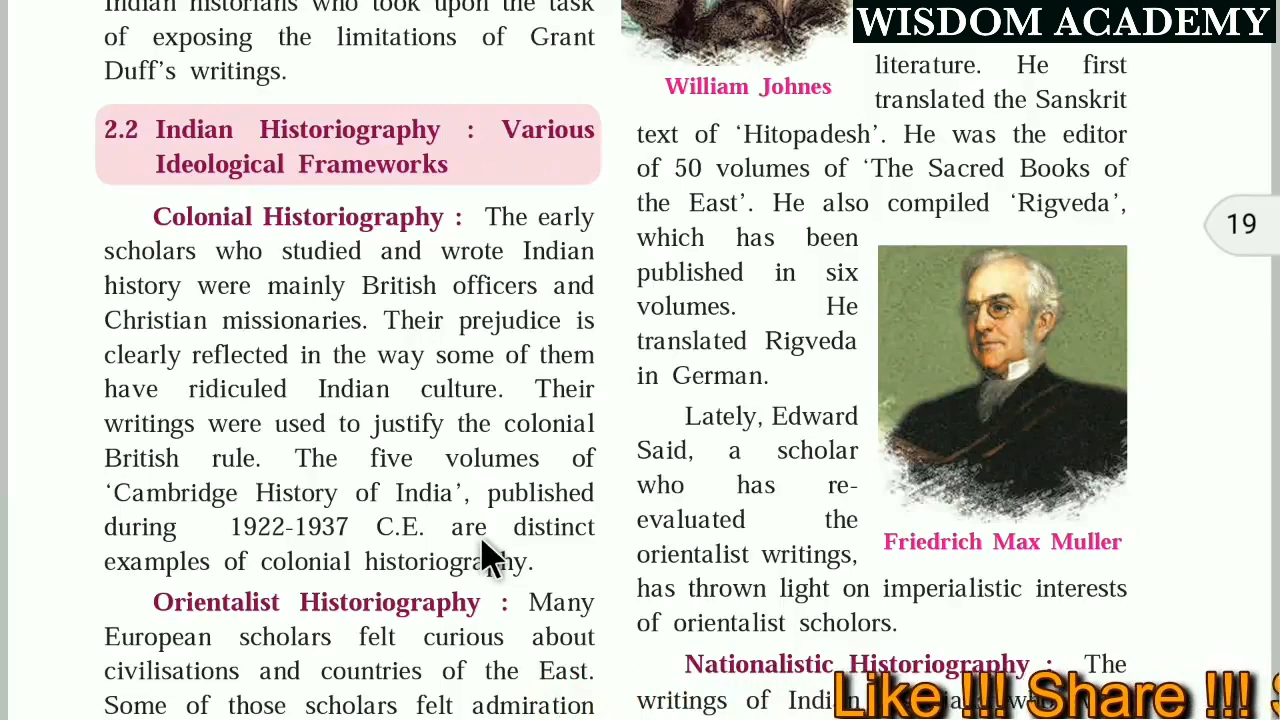 Indian historians who took upon the task
of exposing the limitations of Grant
Duff's writings.
2.2 Indian Historiography : Various
Ideological Frameworks
Colonial Historiography : The early
scholars who studied and wrote Indian
history were mainly British officers and
Christian missionaries. Their prejudice is
clearly reflected in the way some of them
have ridiculed Indian culture. Their
writings were used to justify the colonial
British rule. The five volumes of
‘Cambridge History of India’, published
during 1922-1937 C.E. are distinct
examples of colonial historiography.
Orientalist Historiography : Many
European scholars felt curious about
civilisations and countries of the East.
Some of those scholars felt admiration
WISDOM ACADEMY
William Johnes
literature. He first
translated the Sanskrit
text of ‘Hitopadesh’. He was the editor
of 50 volumes of ‘The Sacred Books of
the East’. He also compiled ‘Rigveda’,
which has been
published in six
volumes. He
translated Rigveda
in German.
Lately, Edward
Said, a scholar
who has re-
evaluated the
orientalist writings,
Friedrich Max Muller
has thrown light on imperialistic interests
of orientalist scholors.
Nationalistic Historiography : The
writings of
19
Like !!! Share !!!